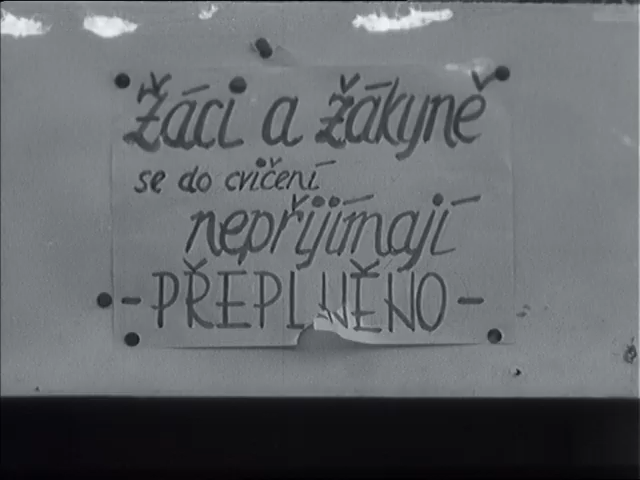 Žáci a žákyně
se do cvičení
nepřijímají
- PŘEPLNĚNO -